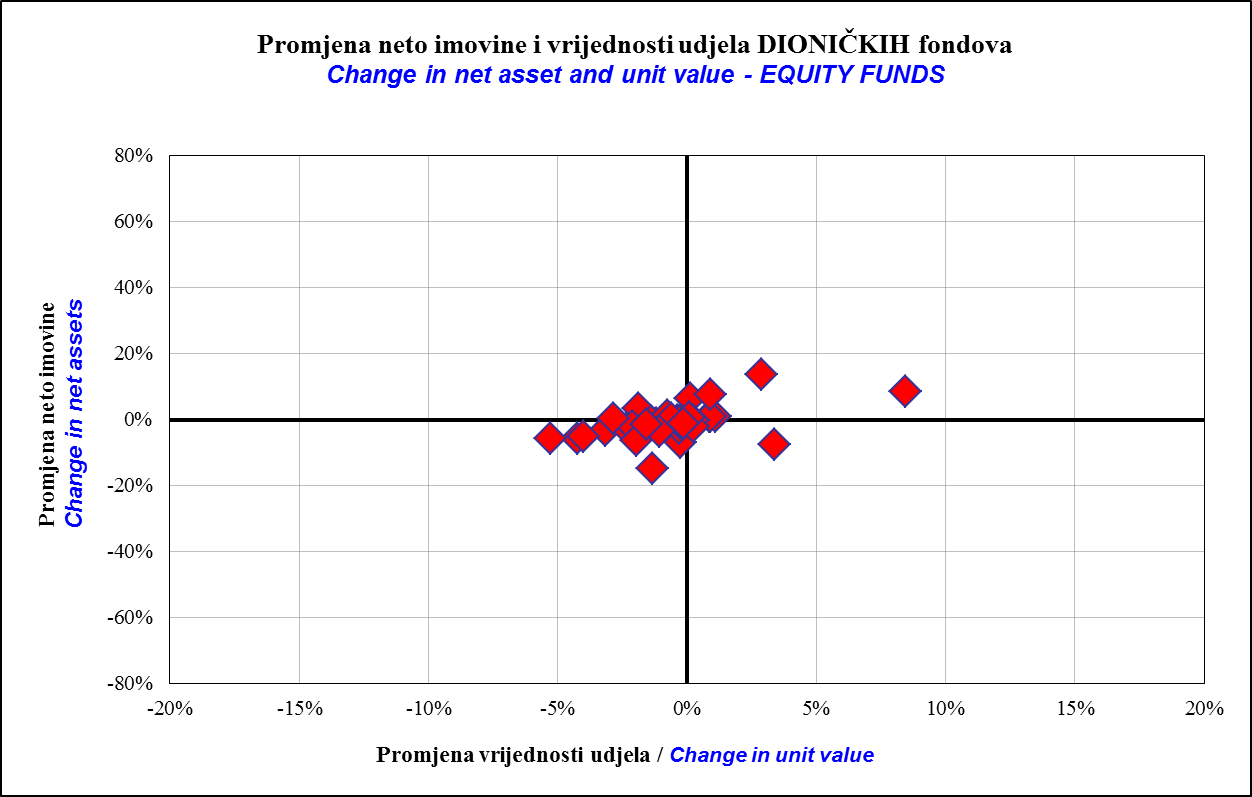 Promjena neto imovine i vrijednosti udjela DIONIČKIH fondova
Change in net asset and unit value - EQUITY FUNDS
Promjena neto imovine
Change in net assets
80%
60%
40%
20%
0%
-20%
-40%
-60%
-80%
-20% -15% -10% -5% 0% 5% 10% 15% 20%
Promjena vrijednosti udjela / Change in unit value